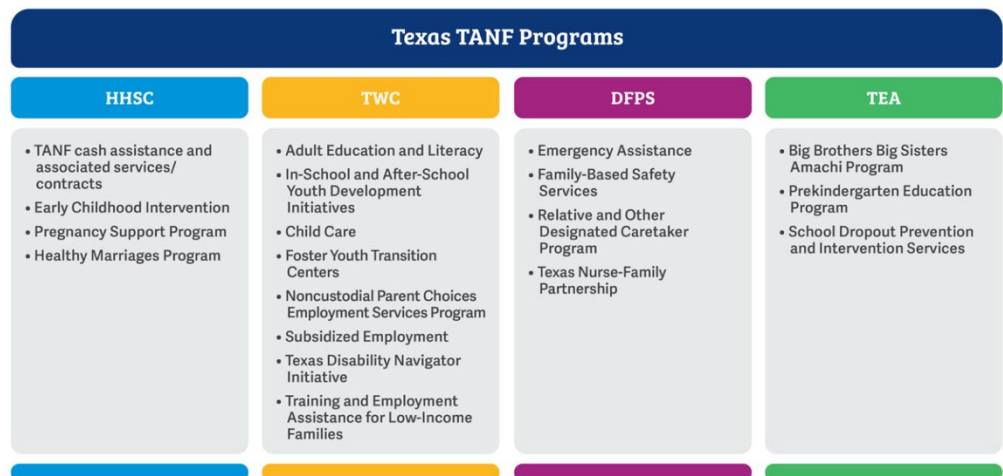 Texas TANF Programs
HHSC
• TANF cash assistance and
associated services/
contracts
• Early Childhood Intervention
• Pregnancy Support Program
• Healthy Marriages Program
TWC
• Adult Education and Literacy
• In-School and After-School
Youth Development
Initiatives
• Child Care
• Foster Youth Transition
Centers
• Noncustodial Parent Choices
Employment Services Program
• Subsidized Employment
• Texas Disability Navigator
Initiative
• Training and Employment
Assistance for Low-Income
Families
DFPS
• Emergency Assistance
• Family-Based Safety
Services
• Relative and Other
Designated Caretaker
Program
• Texas Nurse-Family
Partnership
TEA
• Big Brothers Big Sisters
Amachi Program
• Prekindergarten Education
Program
• School Dropout Prevention
and Intervention Services